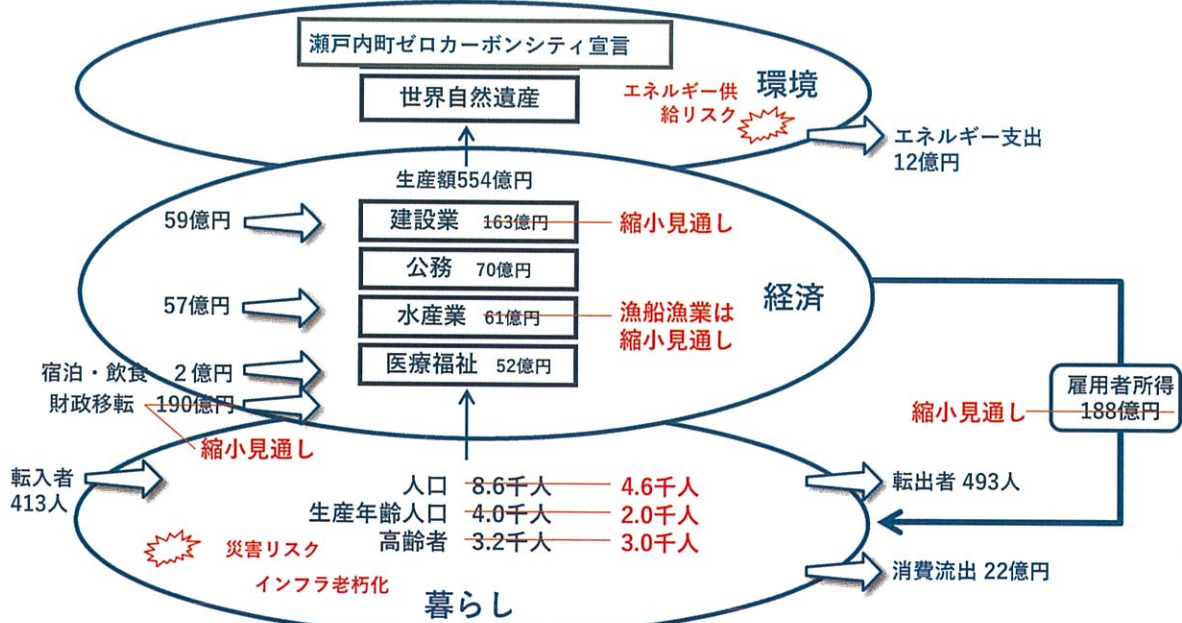 瀬戸内町ゼロカーボンシティ宣言
世界自然遺産
環境
エネルギー供
給リスク
エネルギー支出
12億円
生産額554億円
59億円
建設業 163億円
縮小見通し
公務 70億円
経済
57億円
水産業 61億円
漁船漁業は
縮小見通し
医療福祉 52億円
宿泊・飲食 2億円
財政移転 190億円
縮小見通し
雇用者所得
188億円
縮小見通し
転入者
413人
人口 8.6千人 4.6千人
生産年齢人口 4.0千人 2.0千人
高齢者 3.2千人 3.0千人
転出者 493人
災害リスク
インフラ老朽化
消費流出 22億円
暮らし